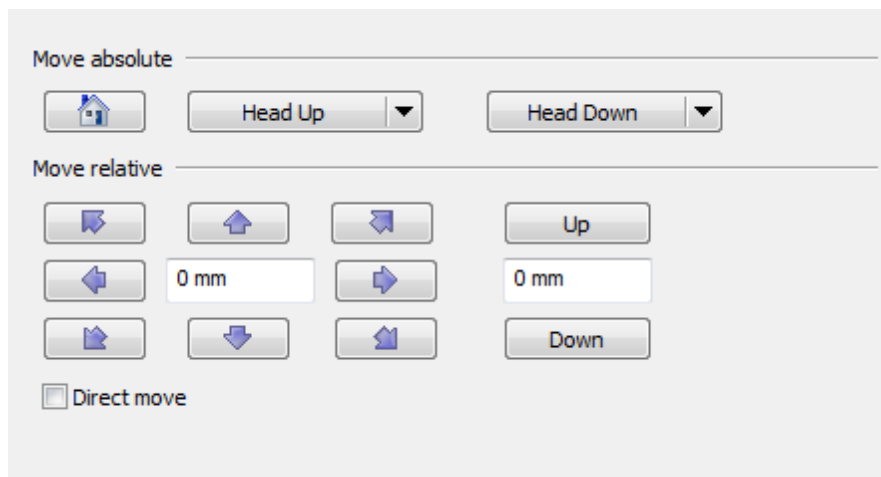 Move absolute
Head Up
Head Down
Move relative
Up
0 mm
0 mm
Down
Direct move